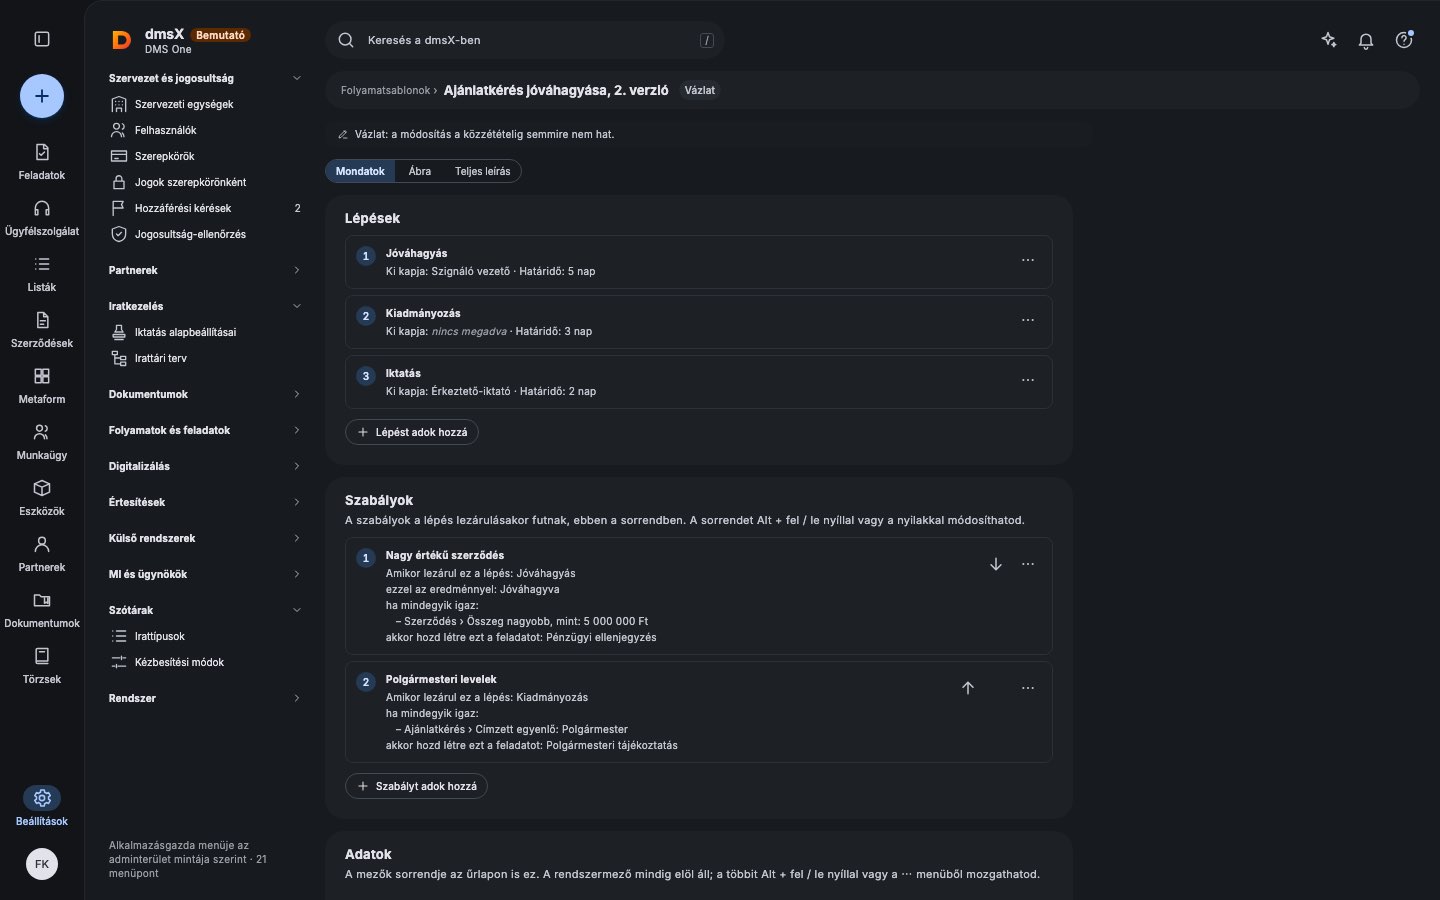 dmsX Bemutató
DMS One
Keresés a dmsX-ben /
Feladatok
Ügyfélszolgálat
Listák
Szerződések
Metaform
Munkaügy
Eszközök
Partnerek
Dokumentumok
Törzsek
Beállítások
FK
Szervezet és jogosultság
Szervezeti egységek
Felhasználók
Szerepkörök
Jogok szerepkörönként
Hozzáférési kérések 2
Jogosultság-ellenőrzés
Partnerek
Iratkezelés
Iktatás alapbeállításai
Irattári terv
Dokumentumok
Folyamatok és feladatok
Digitalizálás
Értesítések
Külső rendszerek
MI és ügynökök
Szótárak
Irattípusok
Kézbesítési módok
Rendszer
Alkalmazásgazda menüje az
adminterület mintája szerint · 21
menüpont
Folyamatsablonok › Ajánlatkérés jóváhagyása, 2. verzió Vázlat
Vázlat: a módosítás a közzétételig semmire nem hat.
Mondatok Ábra Teljes leírás
Lépések
1 Jóváhagyás
Ki kapja: Szignáló vezető · Határidő: 5 nap
2 Kiadmányozás
Ki kapja: nincs megadva · Határidő: 3 nap
3 Iktatás
Ki kapja: Érkeztető-iktató · Határidő: 2 nap
Lépést adok hozzá
Szabályok
A szabályok a lépés lezárulásakor futnak, ebben a sorrendben. A sorrendet Alt + fel / le nyíllal vagy a nyilakkal módosíthatod.
1 Nagy értékű szerződés
Amikor lezárul ez a lépés: Jóváhagyás
ezzel az eredménnyel: Jóváhagyva
ha mindegyik igaz:
– Szerződés › Összeg nagyobb, mint: 5 000 000 Ft
akkor hozd létre ezt a feladatot: Pénzügyi ellenjegyzés
2 Polgármesteri levelek
Amikor lezárul ez a lépés: Kiadmányozás
ha mindegyik igaz:
– Ajánlatkérés › Címzett egyenlő: Polgármester
akkor hozd létre ezt a feladatot: Polgármesteri tájékoztatás
Szabályt adok hozzá
Adatok
A mezők sorrendje az űrlapon is ez. A rendszermező mindig elöl áll; a többit Alt + fel / le nyíllal vagy a ··· menüből mozgathatod.